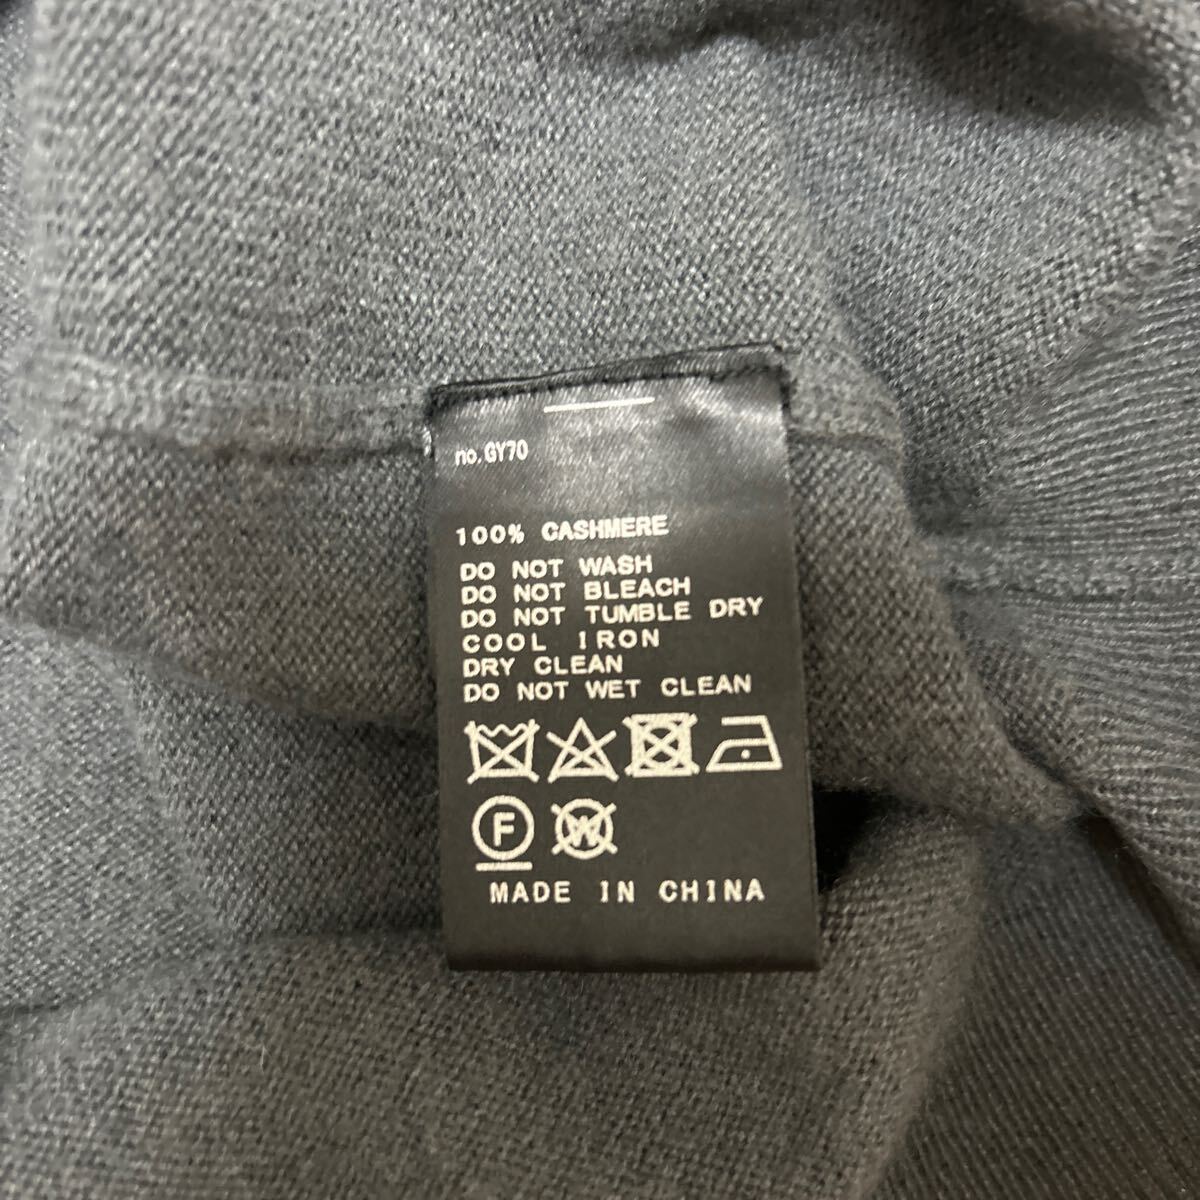 no.GY70
100% CASHMERE
DO NOT WASH
DO NOT BLEACH
DO NOT TUMBLE DRY
COOL IRON
DRY CLEAN
DO NOT WET CLEAN
F W
MADE IN CHINA